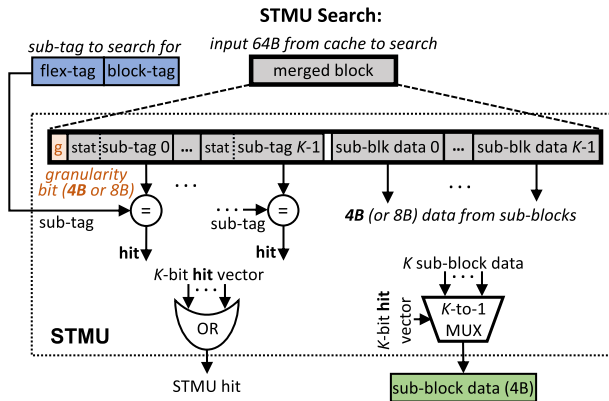 STMU Search:
sub-tag to search for
input 64B from cache to search
flex-tag block-tag
merged block
g stat sub-tag 0 ... stat sub-tag K-1 sub-blk data 0 ... sub-blk data K-1
granularity
bit (4B or 8B)
... ...
= ... =
sub-tag sub-tag
4B (or 8B) data from sub-blocks
hit hit
K-bit hit vector
K sub-block data
... ...
OR
K-bit hit
vector
K-to-1
MUX
STMU
STMU hit
sub-block data (4B)